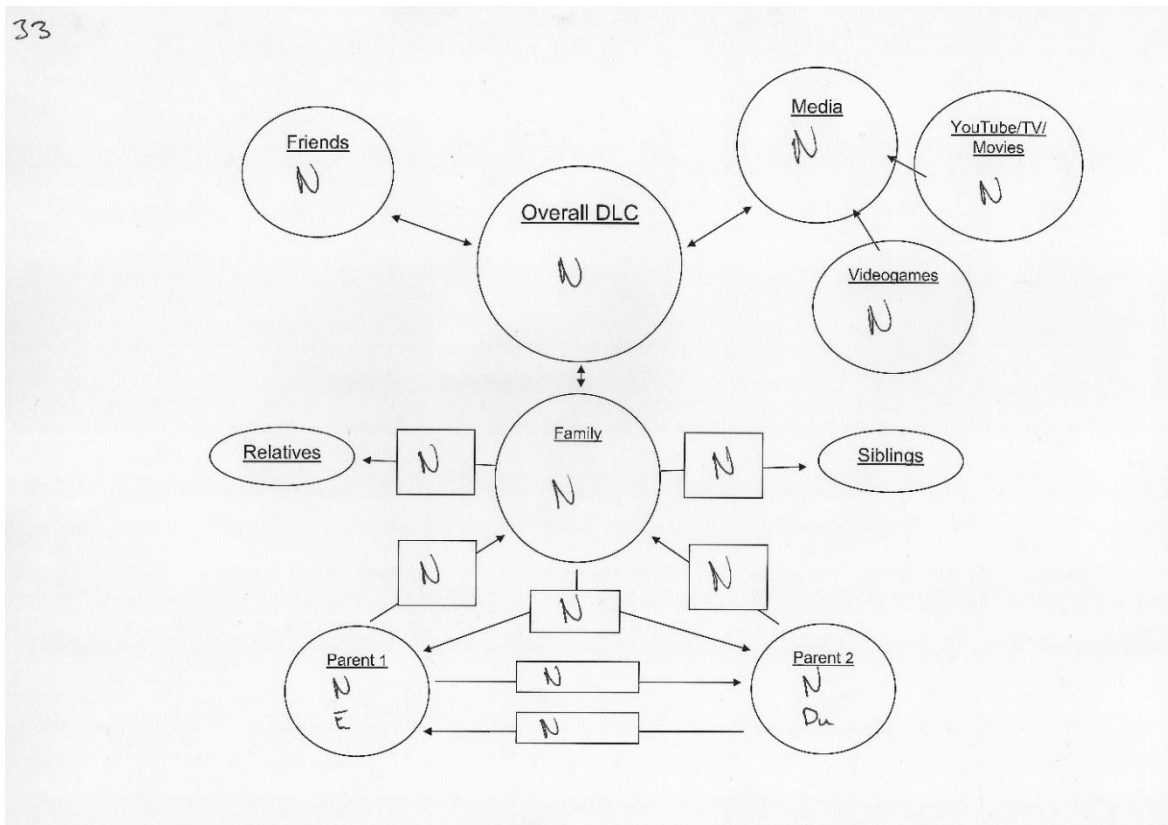 33
Friends
N
Media
N
YouTube/TV/
Movies
N
Overall DLC
N
Videogames
N
Relatives
N
Family
N
N
Siblings
N
N
N
Parent 1
N
E
N
N
Parent 2
N
Du